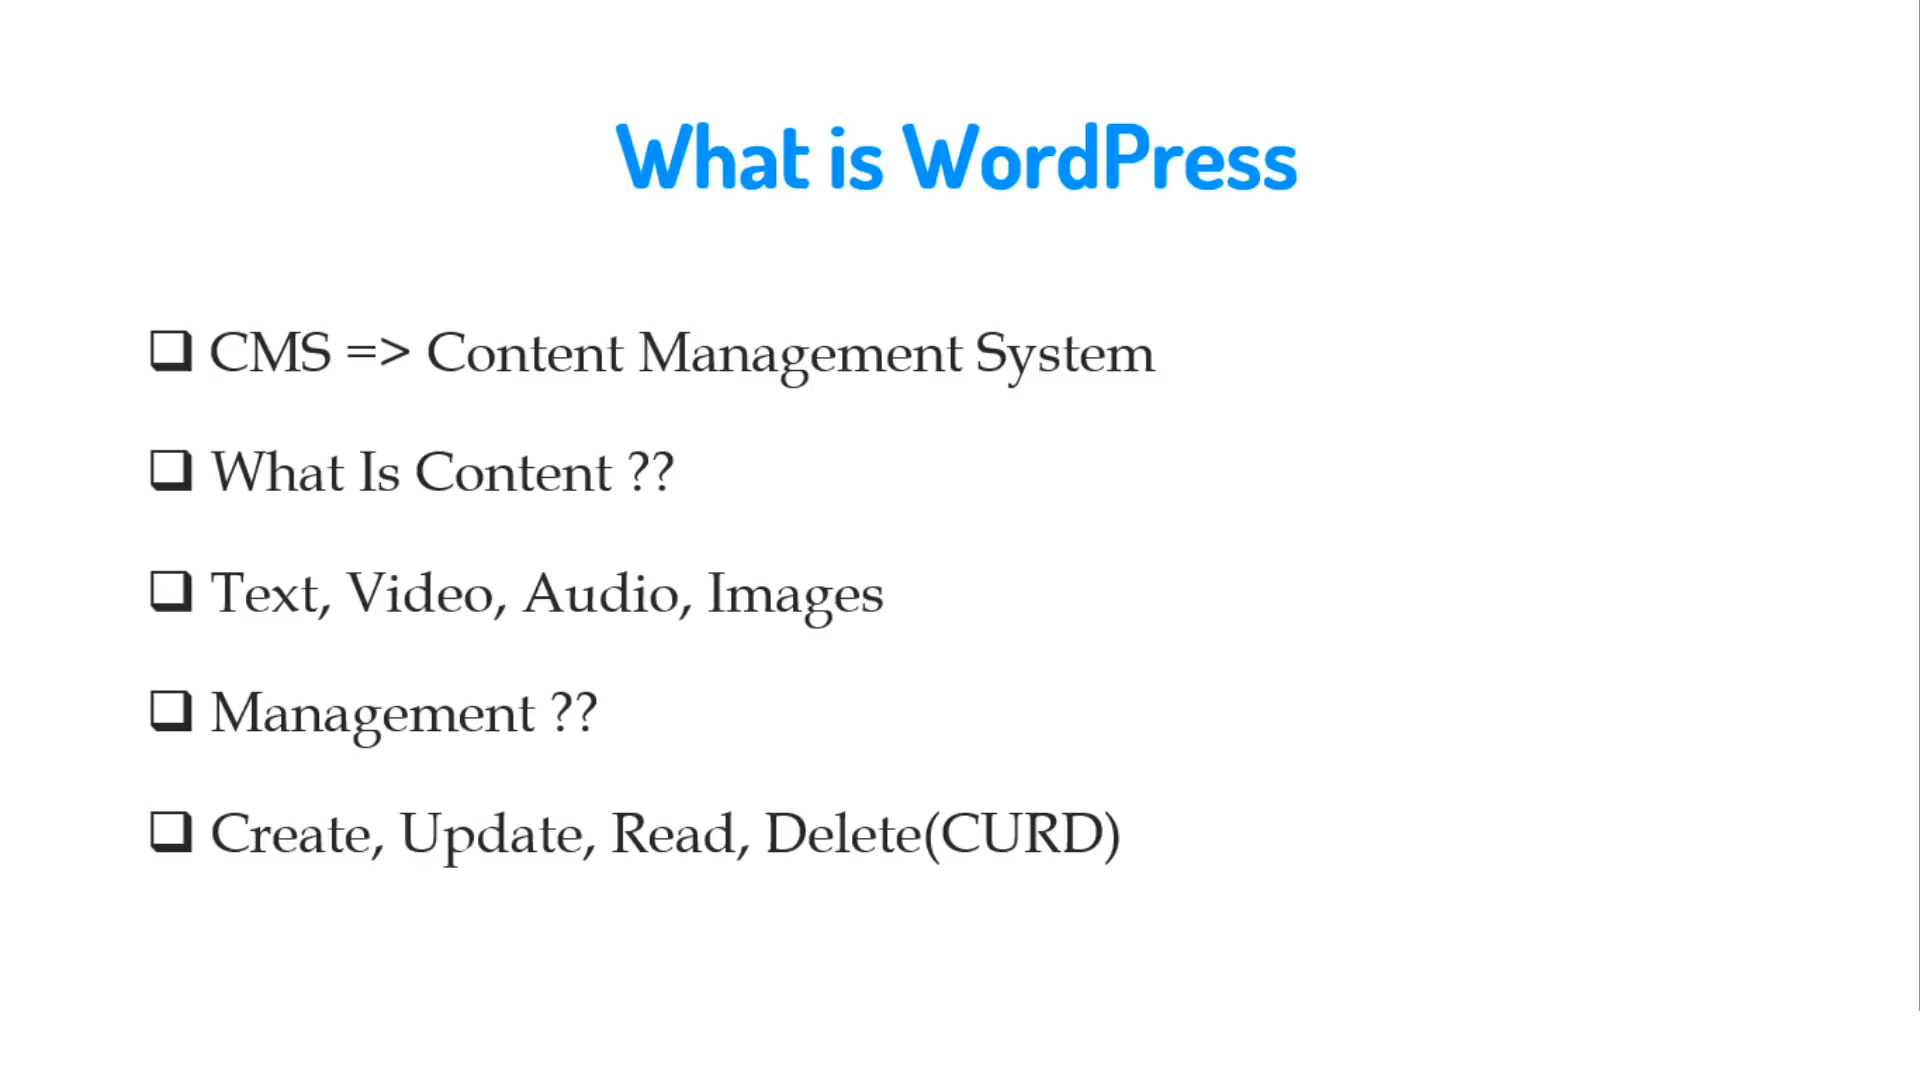 What is WordPress
❑ CMS => Content Management System
❑ What Is Content ??
❑ Text, Video, Audio, Images
❑ Management ??
❑ Create, Update, Read, Delete(CURD)